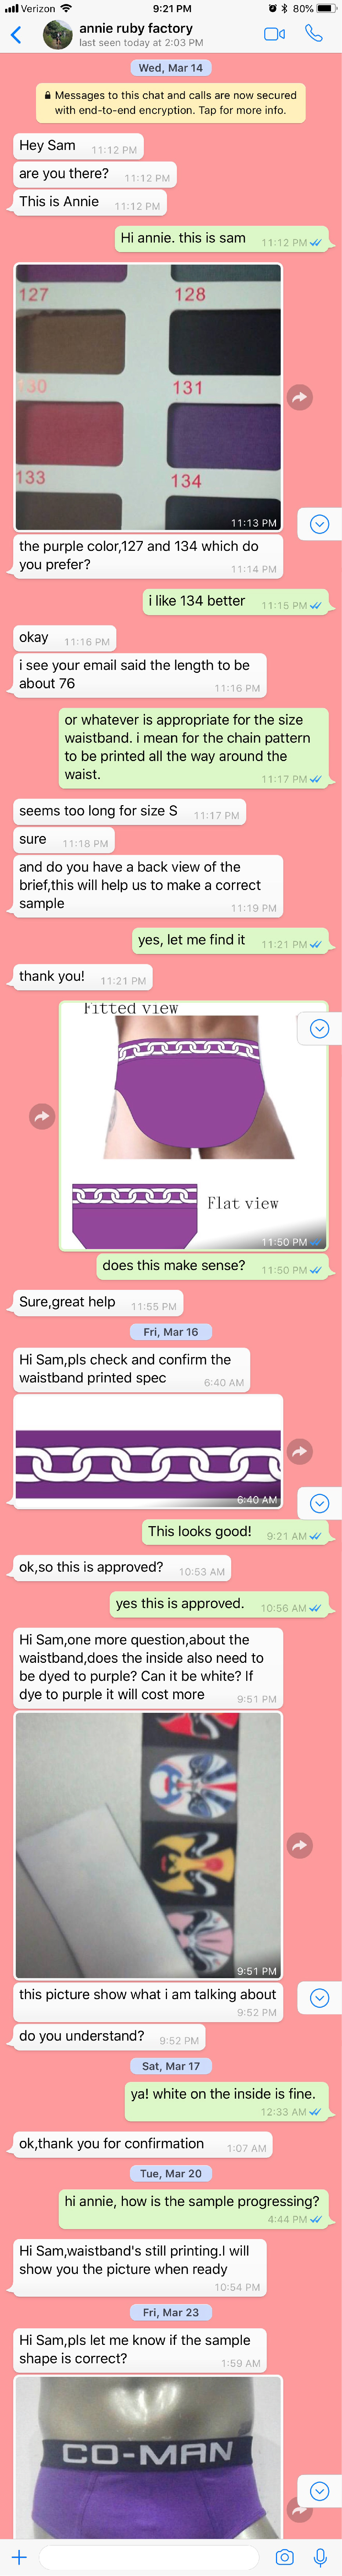 Verizon 9:21 PM 80%
annie ruby factory
last seen today at 2:03 PM
Wed, Mar 14
Messages to this chat and calls are now secured
with end-to-end encryption. Tap for more info.
Hey Sam 11:12 PM
are you there? 11:12 PM
This is Annie 11:12 PM
Hi annie. this is sam 11:12 PM
127 128
130 131
133 134
11:13 PM
the purple color,127 and 134 which do
you prefer? 11:14 PM
i like 134 better 11:15 PM
okay 11:16 PM
i see your email said the length to be
about 76 11:16 PM
or whatever is appropriate for the size
waistband. i mean for the chain pattern
to be printed all the way around the
waist. 11:17 PM
seems too long for size S 11:17 PM
sure 11:18 PM
and do you have a back view of the
brief,this will help us to make a correct
sample 11:19 PM
yes, let me find it 11:21 PM
thank you! 11:21 PM
Fitted view
Flat view
11:50 PM
does this make sense? 11:50 PM
Sure,great help 11:55 PM
Fri, Mar 16
Hi Sam,pls check and confirm the
waistband printed spec 6:40 AM
6:40 AM
This looks good! 9:21 AM
ok,so this is approved? 10:53 AM
yes this is approved. 10:56 AM
Hi Sam,one more question,about the
waistband,does the inside also need to
be dyed to purple? Can it be white? If
dye to purple it will cost more 9:51 PM
9:51 PM
this picture show what i am talking about
9:52 PM
do you understand? 9:52 PM
Sat, Mar 17
ya! white on the inside is fine.
12:33 AM
ok,thank you for confirmation 1:07 AM
Tue, Mar 20
hi annie, how is the sample progressing?
4:44 PM
Hi Sam,waistband's still printing.I will
show you the picture when ready
10:54 PM
Fri, Mar 23
Hi Sam,pls let me know if the sample
shape is correct? 1:59 AM
CO-MAN